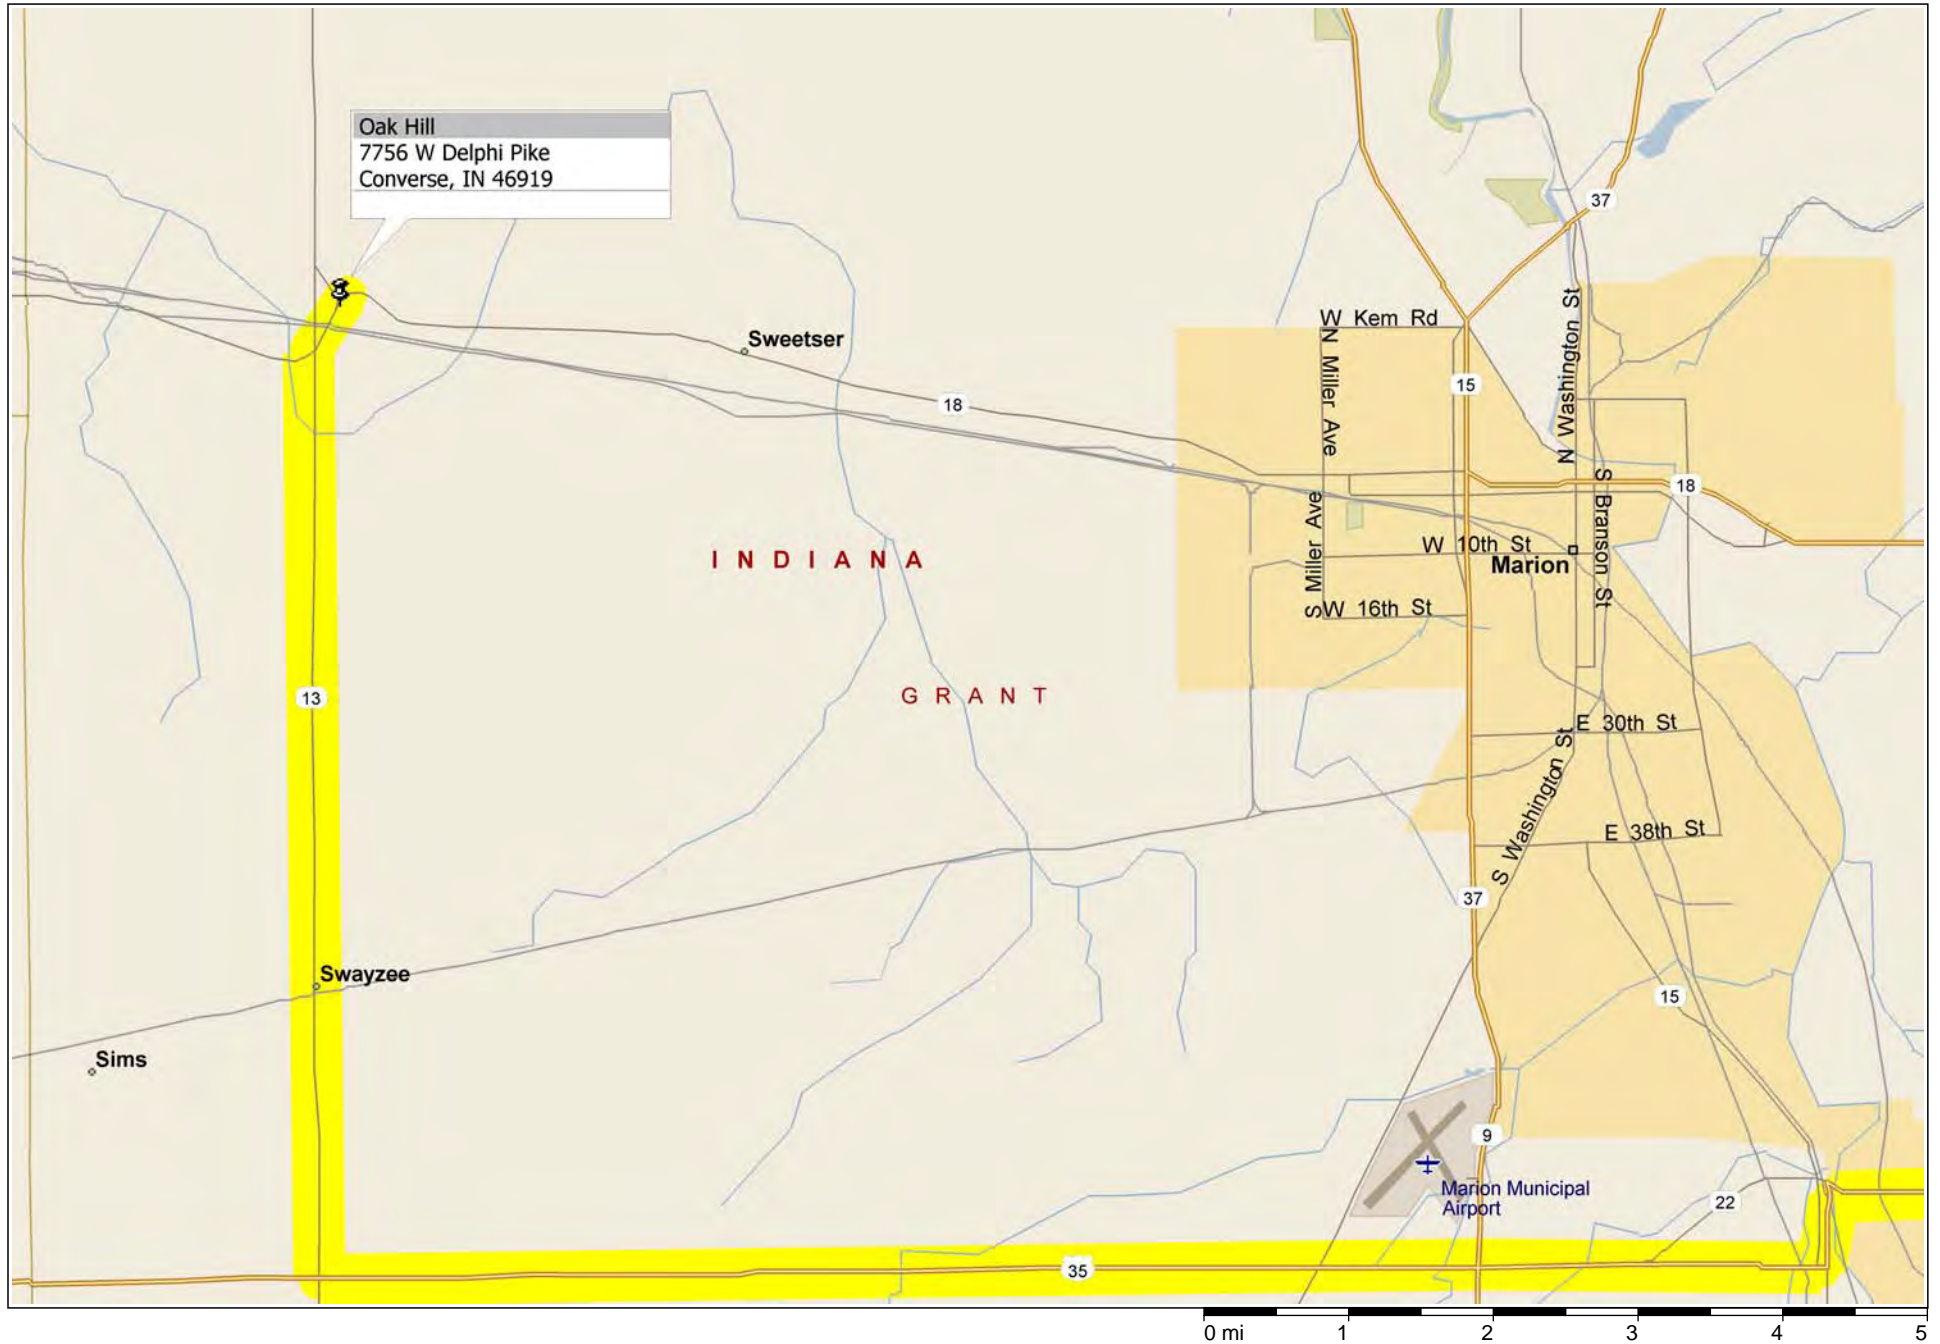 Oak Hill
7756 W Delphi Pike
Converse, IN 46919
37
W Kem Rd
Sweetser
N Miller Ave
N Washington St
15
18
18
S Branson St
S Miller Ave
W 10th St
INDIANA
Marion
W 16th St
13
GRANT
E 30th St
S Washington St
E 38th St
37
Swayzee
15
Sims
9
Marion Municipal
Airport
22
35
0 mi 1 2 3 4 5